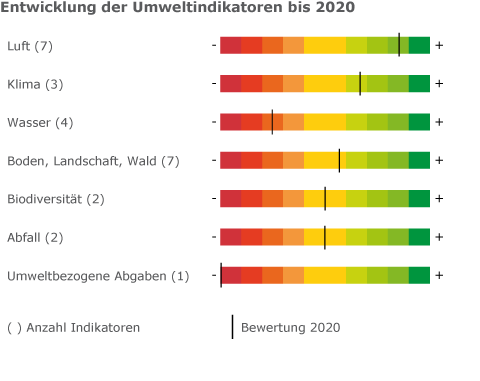 Entwicklung der Umweltindikatoren bis 2020
Luft (7) - +
Klima (3) - +
Wasser (4) - +
Boden, Landschaft, Wald (7) - +
Biodiversität (2) - +
Abfall (2) - +
Umweltbezogene Abgaben (1) - +
( ) Anzahl Indikatoren Bewertung 2020